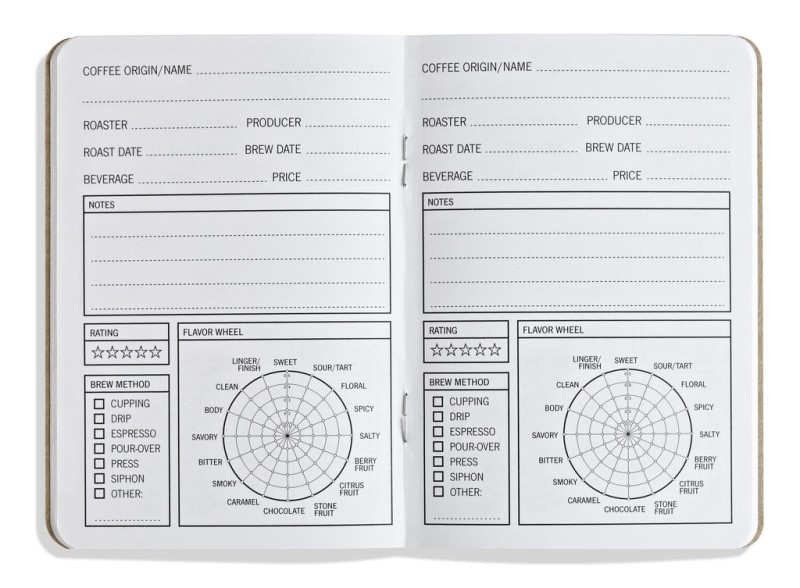 COFFEE ORIGIN/NAME
ROASTER PRODUCER
ROAST DATE BREW DATE
BEVERAGE PRICE
NOTES
RATING
FLAVOR WHEEL
BREW METHOD
CUPPING
DRIP
ESPRESSO
POUR-OVER
PRESS
SIPHON
OTHER:
SWEET
SOUR/TART
FLORAL
SPICY
SALTY
BERRY
FRUIT
CITRUS
FRUIT
STONE
FRUIT
CHOCOLATE
CARAMEL
SMOKY
BITTER
SAVORY
BODY
CLEAN
LINGER/
FINISH
COFFEE ORIGIN/NAME
ROASTER PRODUCER
ROAST DATE BREW DATE
BEVERAGE PRICE
NOTES
RATING
FLAVOR WHEEL
BREW METHOD
CUPPING
DRIP
ESPRESSO
POUR-OVER
PRESS
SIPHON
OTHER:
SWEET
SOUR/TART
FLORAL
SPICY
SALTY
BERRY
FRUIT
CITRUS
FRUIT
STONE
FRUIT
CHOCOLATE
CARAMEL
SMOKY
BITTER
SAVORY
BODY
CLEAN
LINGER/
FINISH